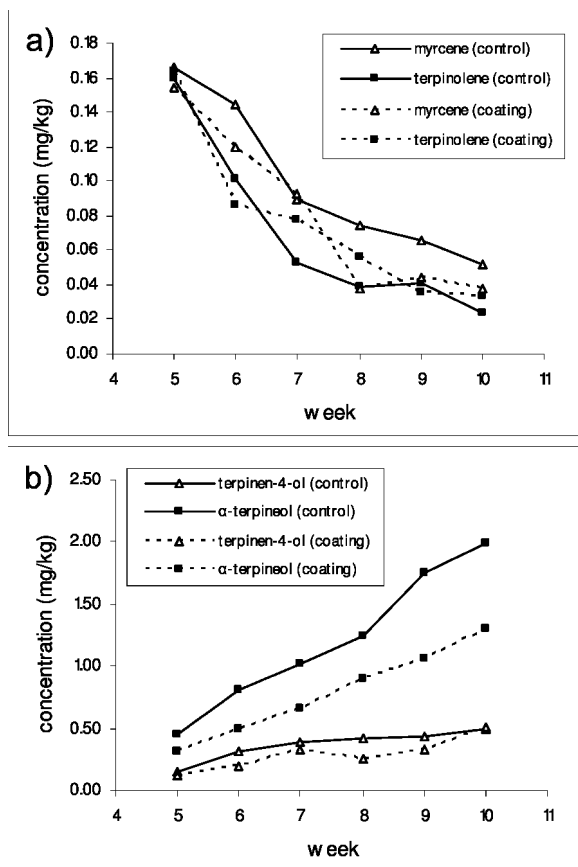 a)
0.18
0.16
0.14
0.12
0.10
0.08
0.06
0.04
0.02
0.00
concentration (mg/kg)
myrcene (control)
terpinolene (control)
myrcene (coating)
terpinolene (coating)
4 5 6 7 8 9 10 11
week
b)
2.50
2.00
1.50
1.00
0.50
0.00
concentration (mg/kg)
terpinen-4-ol (control)
α-terpineol (control)
terpinen-4-ol (coating)
α-terpineol (coating)
4 5 6 7 8 9 10 11
week